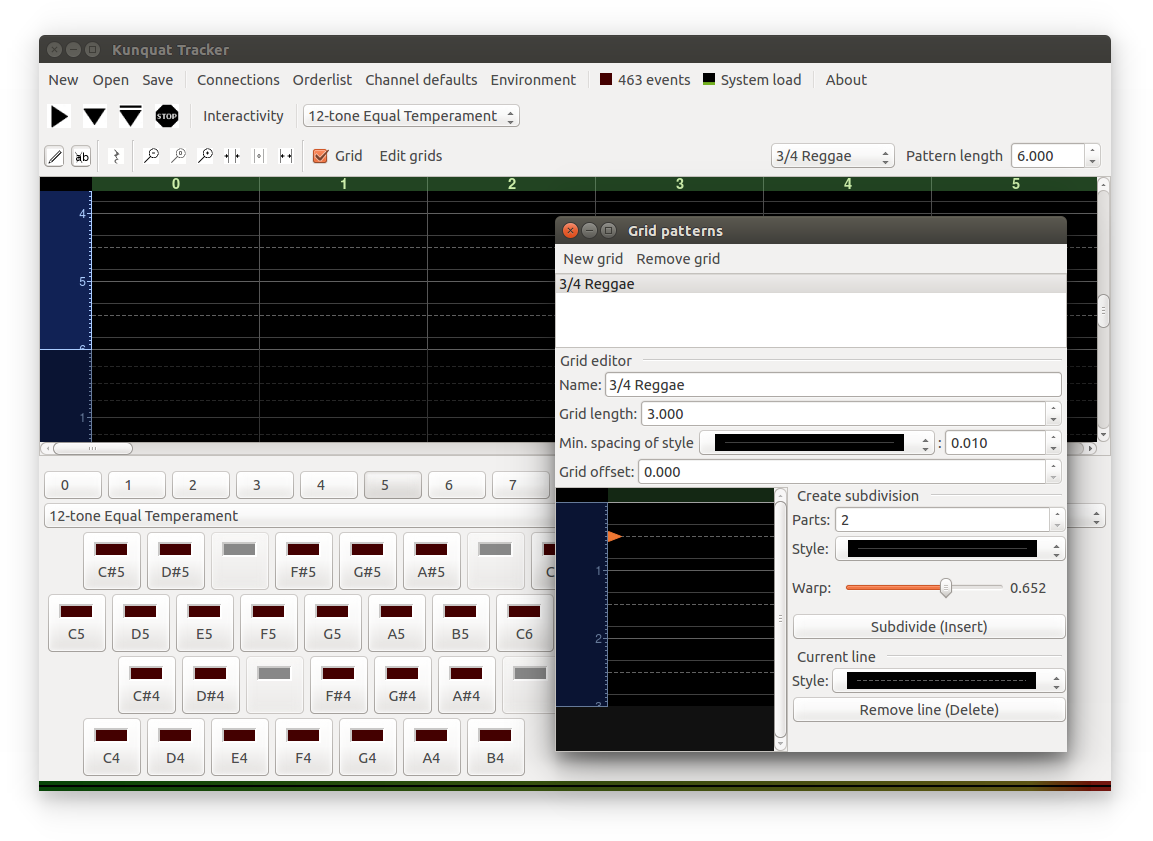 Kunquat Tracker
New Open Save Connections Orderlist Channel defaults Environment 463 events System load About
STOP Interactivity 12-tone Equal Temperament
ab Grid Edit grids 3/4 Reggae Pattern length 6.000
0 1 2 3 4 5
4
5
6
1
Grid patterns
New grid Remove grid
3/4 Reggae
Grid editor
Name: 3/4 Reggae
Grid length: 3.000
Min. spacing of style : 0.010
Grid offset: 0.000
1
2
3
Create subdivision
Parts: 2
Style:
Warp: 0.652
Subdivide (Insert)
Current line
Style:
Remove line (Delete)
0 1 2 3 4 5 6 7
12-tone Equal Temperament
C#5 D#5 F#5 G#5 A#5 C
C5 D5 E5 F5 G5 A5 B5 C6
C#4 D#4 F#4 G#4 A#4
C4 D4 E4 F4 G4 A4 B4